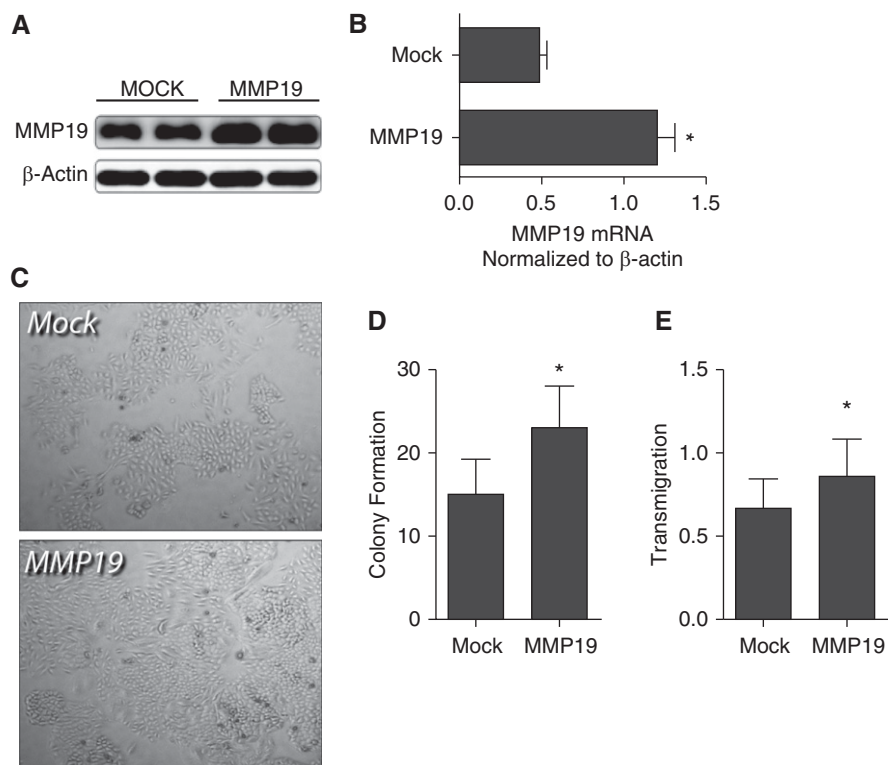 A
MOCK MMP19
MMP19
β-Actin
B
Mock
MMP19
*
0.0 0.5 1.0 1.5
MMP19 mRNA
Normalized to β-actin
C
Mock
MMP19
D
30
20
10
0
Colony Formation
*
Mock MMP19
E
1.5
1.0
0.5
0.0
Transmigration
*
Mock MMP19